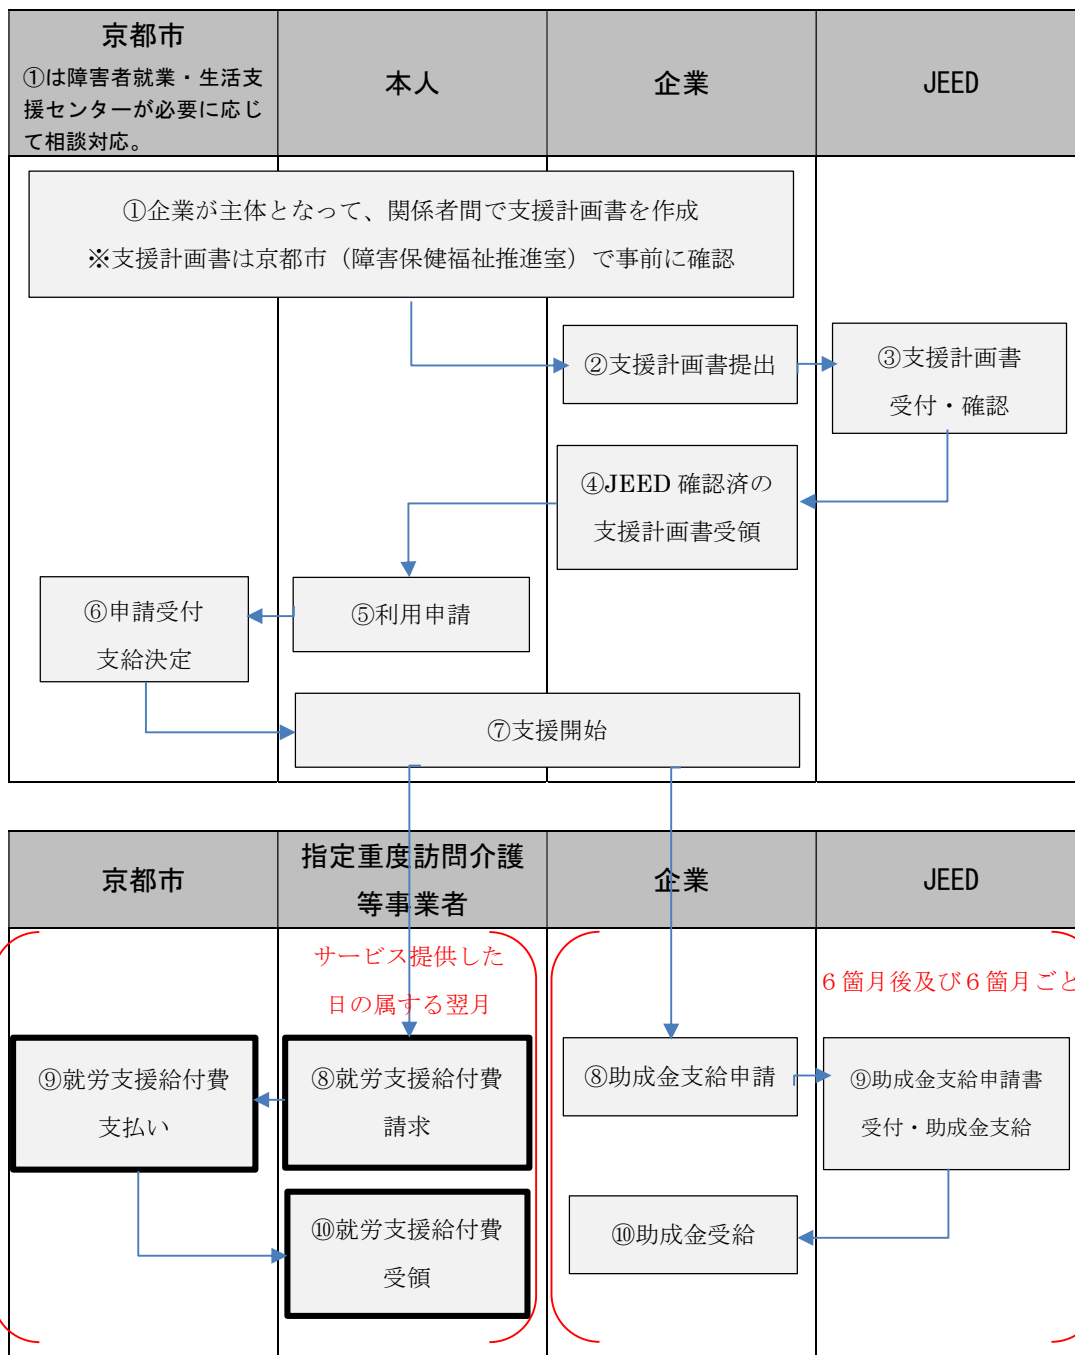 京都市
①は障害者就業・生活支
援センターが必要に応じ
て相談対応。
本人
企業
JEED
①企業が主体となって、関係者間で支援計画書を作成
※支援計画書は京都市（障害保健福祉推進室）で事前に確認
②支援計画書提出
③支援計画書
受付・確認
④JEED 確認済の
支援計画書受領
⑤利用申請
⑥申請受付
支給決定
⑦支援開始
京都市
指定重度訪問介護
等事業者
企業
JEED
サービス提供した
日の属する翌月
６箇月後及び６箇月ごと
⑨就労支援給付費
支払い
⑧就労支援給付費
請求
⑧助成金支給申請
⑨助成金支給申請書
受付・助成金支給
⑩就労支援給付費
受領
⑩助成金受給